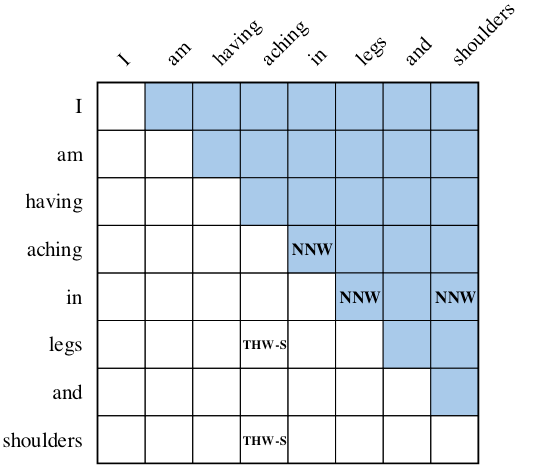 I am having aching in legs and shoulders
I
am
having
aching NNW
in NNW NNW
legs THW-S
and
shoulders THW-S